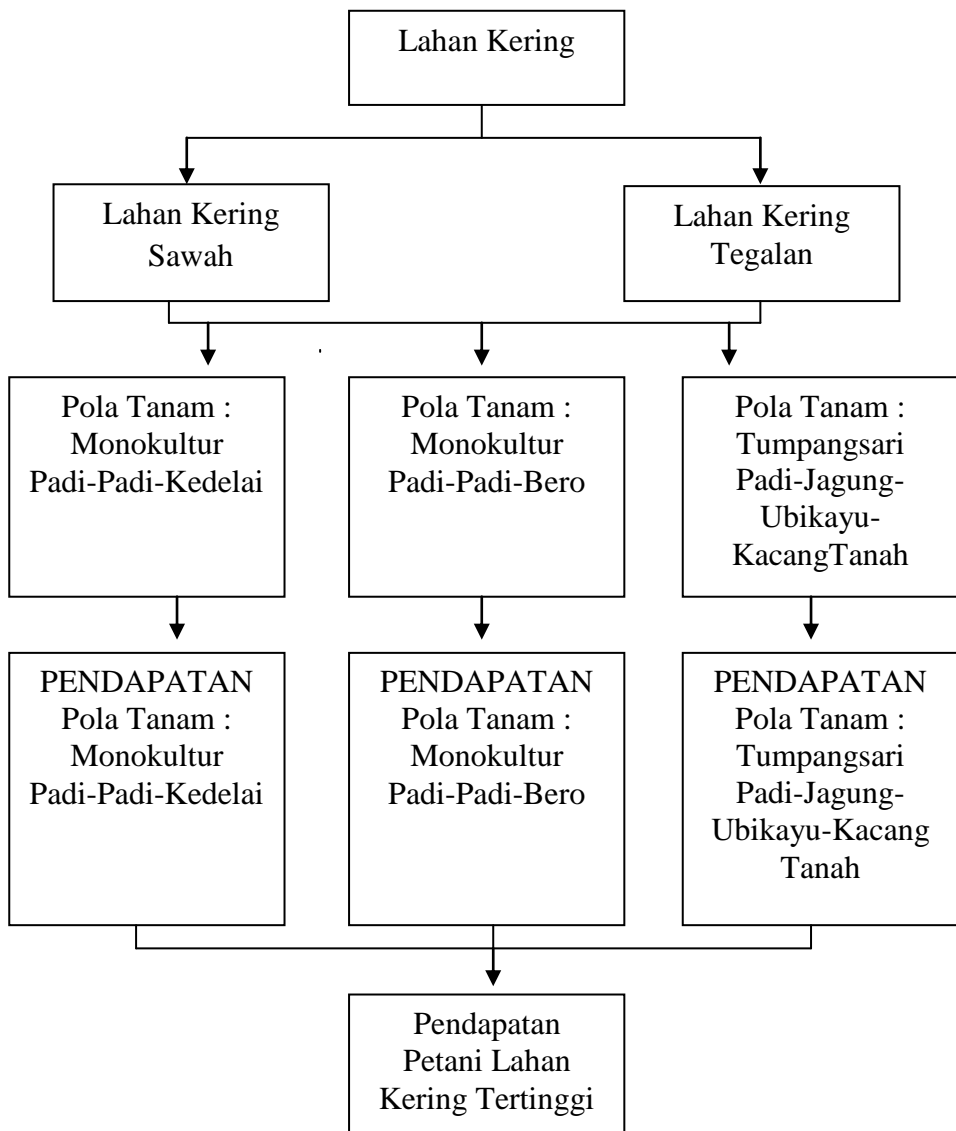 Lahan Kering
Lahan Kering
Sawah
Lahan Kering
Tegalan
Pola Tanam :
Monokultur
Padi-Padi-Kedelai
Pola Tanam :
Monokultur
Padi-Padi-Bero
Pola Tanam :
Tumpangsari
Padi-Jagung-
Ubikayu-
KacangTanah
PENDAPATAN
Pola Tanam :
Monokultur
Padi-Padi-Kedelai
PENDAPATAN
Pola Tanam :
Monokultur
Padi-Padi-Bero
PENDAPATAN
Pola Tanam :
Tumpangsari
Padi-Jagung-
Ubikayu-Kacang
Tanah
Pendapatan
Petani Lahan
Kering Tertinggi